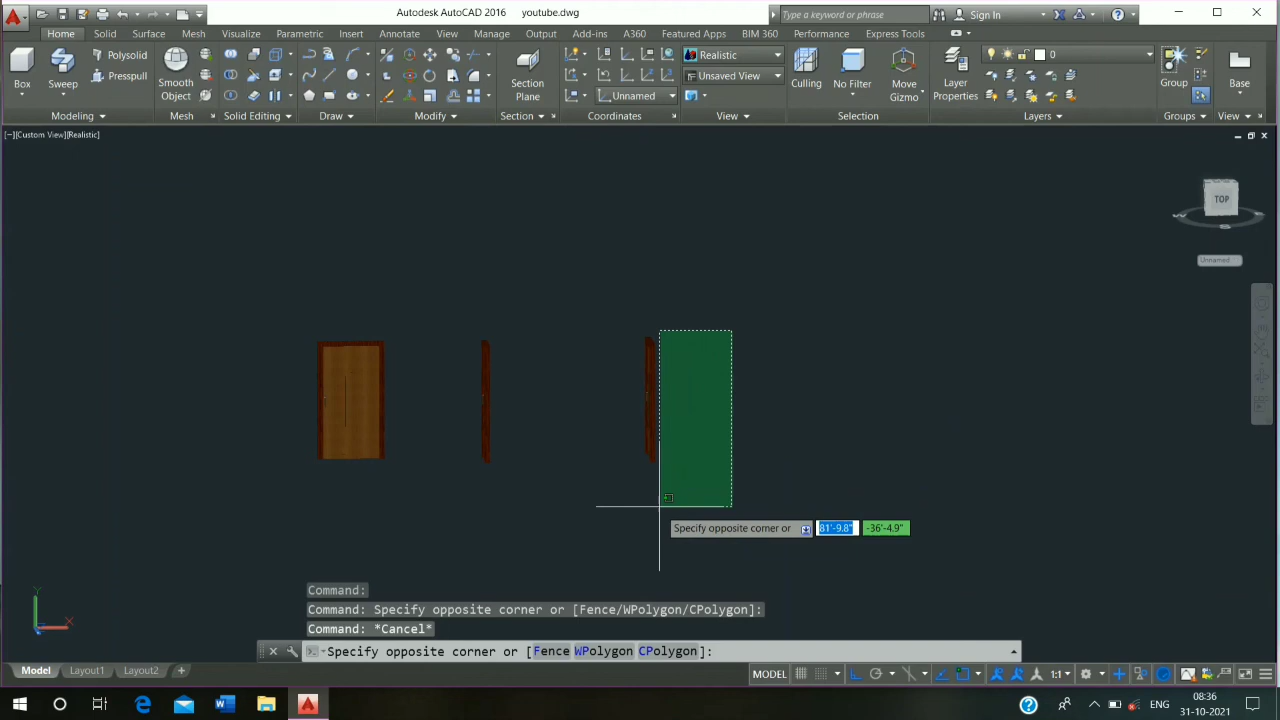 Autodesk AutoCAD 2016 youtube.dwg
Type a keyword or phrase
Sign In
Home Solid Surface Mesh Visualize Parametric Insert Annotate View Manage Output Add-ins A360 Featured Apps BIM 360 Performance Express Tools
Polysolid
Presspull
Box
Sweep
Smooth
Object
Section
Plane
Realistic
Unsaved View
Unnamed
Culling
No Filter
Move
Gizmo
Layer
Properties
0
Group
Base
Modeling Mesh Solid Editing Draw Modify Section Coordinates View Selection Layers Groups View
[−][Custom View][Realistic]
TOP
Unnamed
Specify opposite corner or 81'-9.8" -36'-4.9"
Command:
Command: Specify opposite corner or [Fence/WPolygon/CPolygon]:
Command: *Cancel*
Specify opposite corner or [Fence WPolygon CPolygon]:
Y
X
Model Layout1 Layout2 +
MODEL
1:1
ENG
08:36
31-10-2021